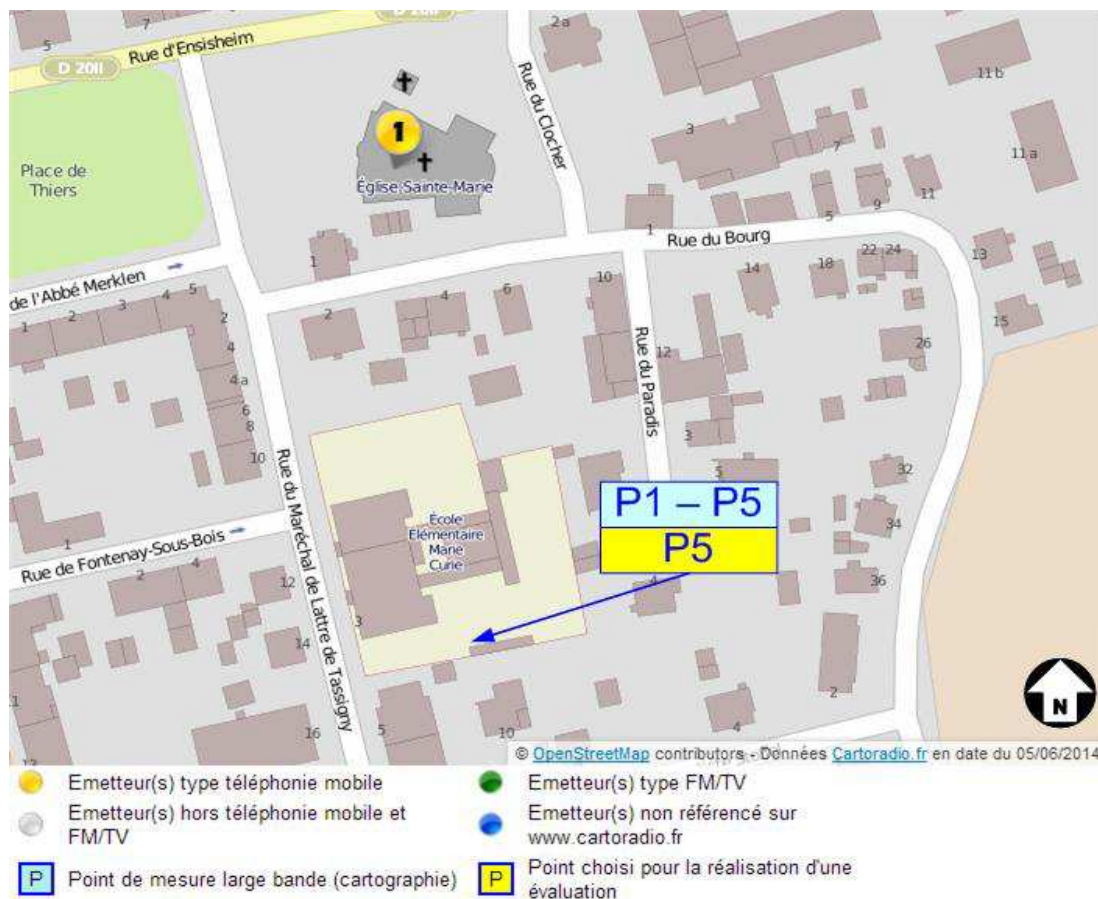 5
7
Rue d'Ensisheim
D 20II
D 20II
2 a
11 b
1
Rue du Clocher
3
7
11 a
Place de
Thiers
Église Sainte-Marie
5
9
11
1
1
Rue du Bourg
13
22
24
14
18
de l'Abbé Merklen
1
2
3
4
5
2
4
6
10
2
4
4 a
6
8
10
15
26
12
Rue du Paradis
3
5
32
34
36
Rue du Maréchal de Lattre de Tassigny
École
Elémentaire
Marie
Curie
3
P1 – P5
P5
4
1
Rue de Fontenay-Sous-Bois
2
4
12
14
16
5
10
4
2
N
© OpenStreetMap contributors - Données Cartoradio.fr en date du 05/06/2014
Emetteur(s) type téléphonie mobile
Emetteur(s) type FM/TV
Emetteur(s) hors téléphonie mobile et
FM/TV
Emetteur(s) non référencé sur
www.cartoradio.fr
P Point de mesure large bande (cartographie)
P Point choisi pour la réalisation d'une
évaluation